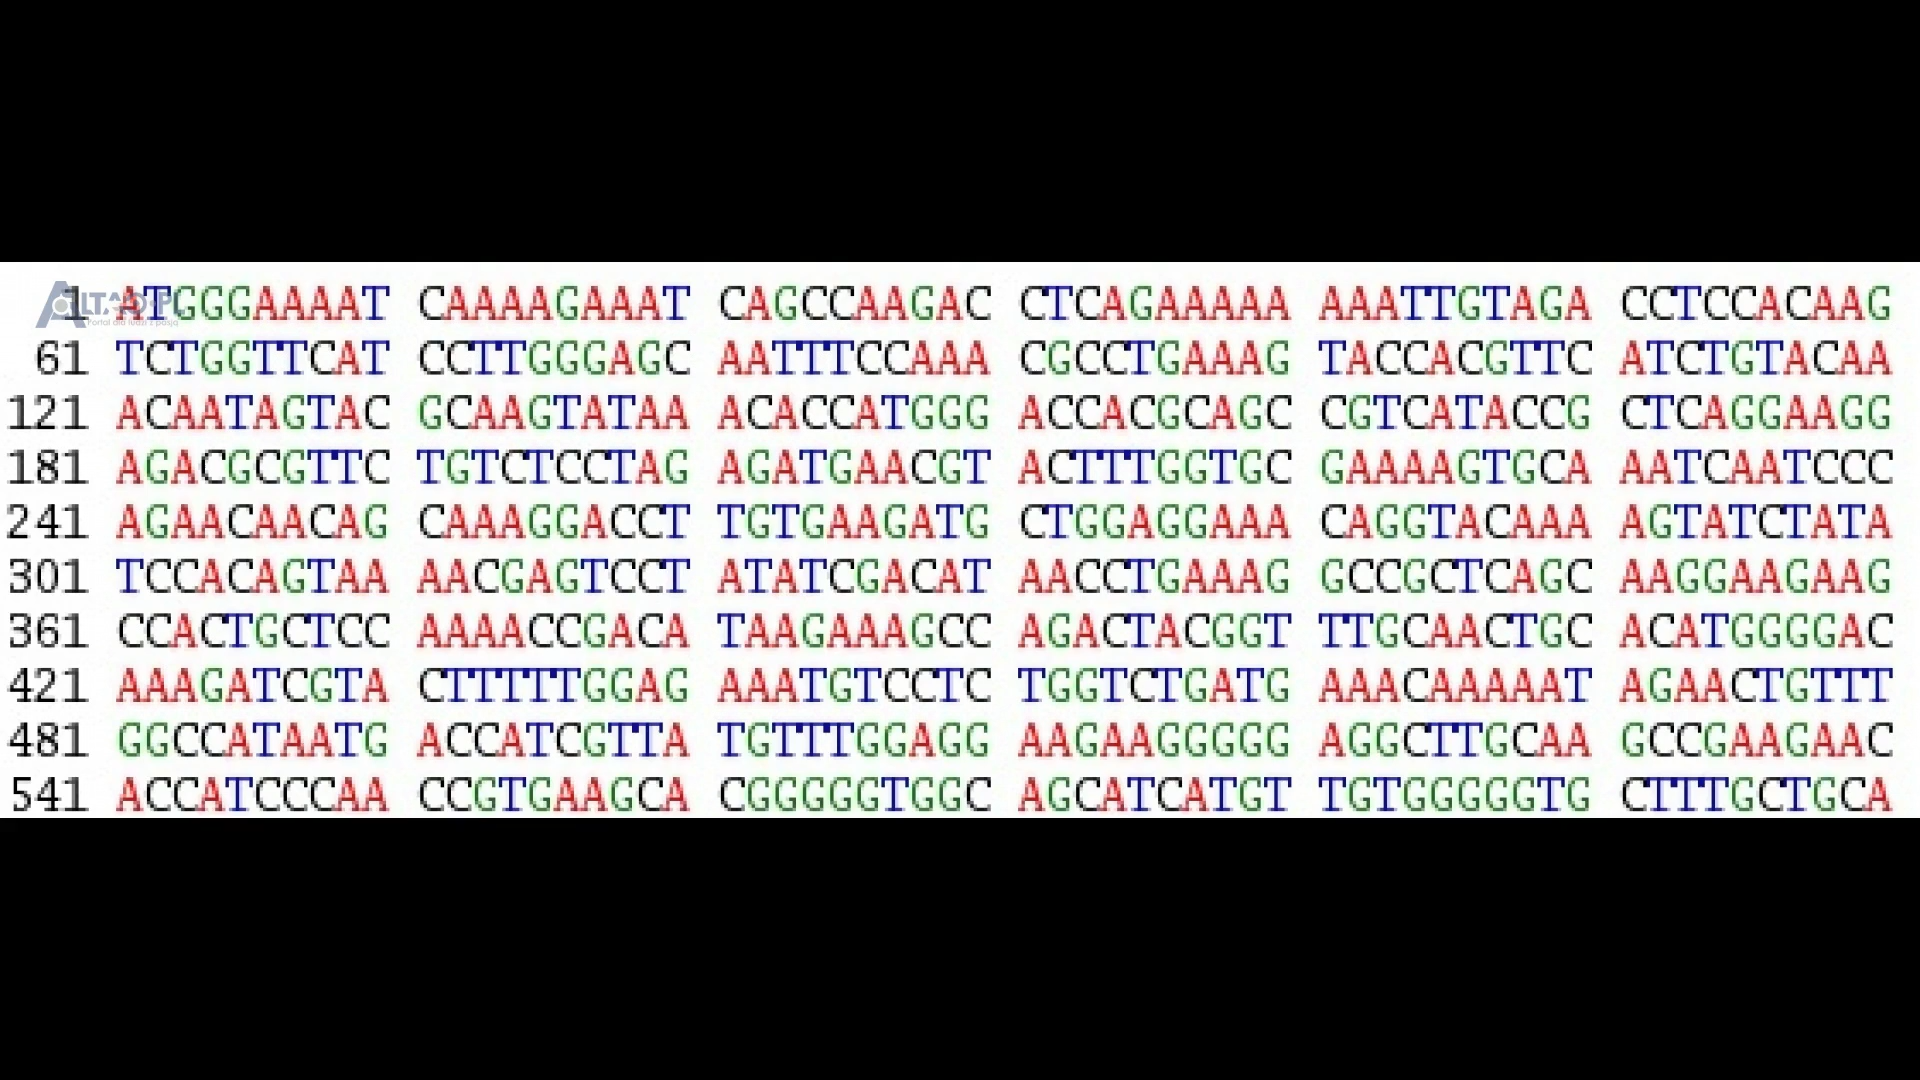 1 ATGGGAAAAT CAAAAGAAAT CAGCCAAGAC CTCAGAAAAA AAATTGTAGA CCTCCACAAG
61 TCTGGTTCAT CCTTGGGAGC AATTTCCAAA CGCCTGAAAG TACCACGTTC ATCTGTACAA
121 ACAATAGTAC GCAAGTATAA ACACCATGGG ACCACGCAGC CGTCATACCG CTCAGGAAGG
181 AGACGCGTTC TGTCTCCTAG AGATGAACGT ACTTTGGTGC GAAAAGTGCA AATCAATCCC
241 AGAACAACAG CAAAGGACCT TGTGAAGATG CTGGAGGAAA CAGGTACAAA AGTATCTATA
301 TCCACAGTAA AACGAGTCCT ATATCGACAT AACCTGAAAG GCCGCTCAGC AAGGAAGAAG
361 CCACTGCTCC AAAACCGACA TAAGAAAGCC AGACTACGGT TTGCAACTGC ACATGGGGAC
421 AAAGATCGTA CTTTTTGGAG AAATGTCCTC TGGTCTGATG AAACAAAAAT AGAACTGTTT
481 GGCCATAATG ACCATCGTTA TGTTTGGAGG AAGAAGGGGG AGGCTTGCAA GCCGAAGAAC
541 ACCATCCCAA CCGTGAAGCA CGGGGGTGGC AGCATCATGT TGTGGGGGTG CTTTGCTGCA